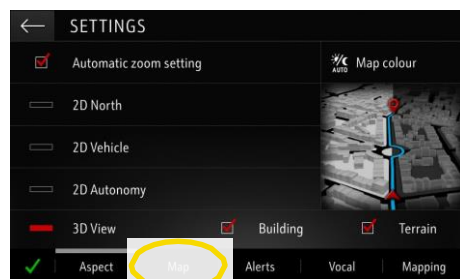 SETTINGS
Automatic zoom setting
AUTO Map colour
2D North
2D Vehicle
2D Autonomy
3D View Building Terrain
Aspect Map Alerts Vocal Mapping